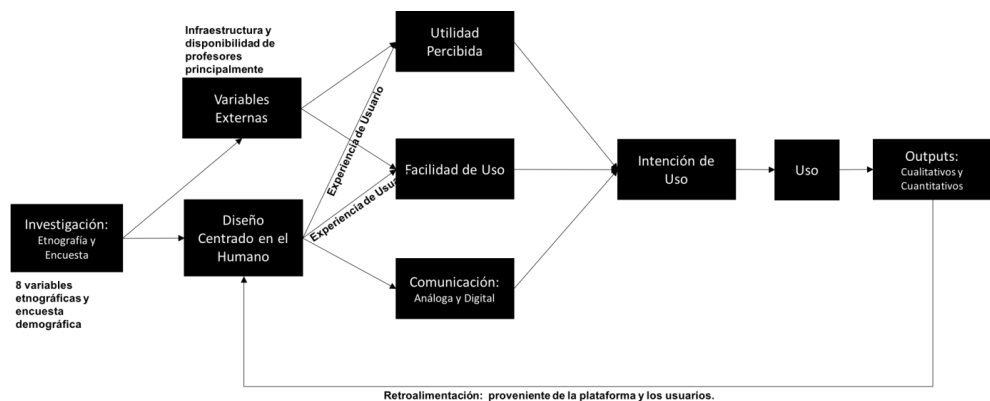 Infraestructura y
disponibilidad de
profesores
principalmente
Variables
Externas
Utilidad
Percibida
Experiencia de Usuario
Facilidad de Uso
Experiencia de Usua
Investigación:
Etnografía y
Encuesta
8 variables
etnográficas y
encuesta
demográfica
Diseño
Centrado en el
Humano
Comunicación:
Análoga y Digital
Intención de
Uso
Uso
Outputs:
Cualitativos y
Cuantitativos
Retroalimentación: proveniente de la plataforma y los usuarios.